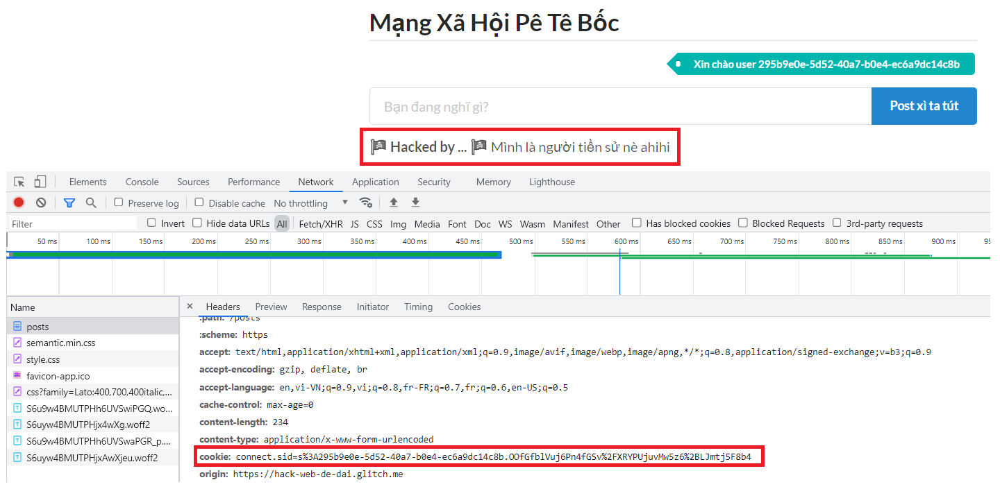 Mạng Xã Hội Pê Tê Bốc
Xin chào user 295b9e0e-5d52-40a7-b0e4-ec6a9dc14c8b
Bạn đang nghĩ gì? Post xì ta tút
Hacked by ... Mình là người tiền sử nè ahihi
Elements Console Sources Performance Network Application Security Memory Lighthouse
Preserve log Disable cache No throttling
Filter Invert Hide data URLs All Fetch/XHR JS CSS Img Media Font Doc WS Wasm Manifest Other Has blocked cookies Blocked Requests 3rd-party requests
50 ms 100 ms 150 ms 200 ms 250 ms 300 ms 350 ms 400 ms 450 ms 500 ms 550 ms 600 ms 650 ms 700 ms 750 ms 800 ms 850 ms 900 ms 95
Name
posts
semantic.min.css
style.css
favicon-app.ico
css?family=Lato:400,700,400italic,...
S6u9w4BMUTPHh6UVSwiPGQ.wo...
S6uyw4BMUTPHjx4wXg.woff2
S6u9w4BMUTPHh6UVSwaPGR_p....
S6uyw4BMUTPHjxAwXjeu.woff2
Headers Preview Response Initiator Timing Cookies
:path: /posts
:scheme: https
accept: text/html,application/xhtml+xml,application/xml;q=0.9,image/avif,image/webp,image/apng,*/*;q=0.8,application/signed-exchange;v=b3;q=0.9
accept-encoding: gzip, deflate, br
accept-language: en,vi-VN;q=0.9,vi;q=0.8,fr-FR;q=0.7,fr;q=0.6,en-US;q=0.5
cache-control: max-age=0
content-length: 234
content-type: application/x-www-form-urlencoded
cookie: connect.sid=s%3A295b9e0e-5d52-40a7-b0e4-ec6a9dc14c8b.OOfGfblVuj6Pn4fGSv%2FXRYPUjuvMw5z6%2BLJmtj5F8b4
origin: https://hack-web-de-dai.glitch.me